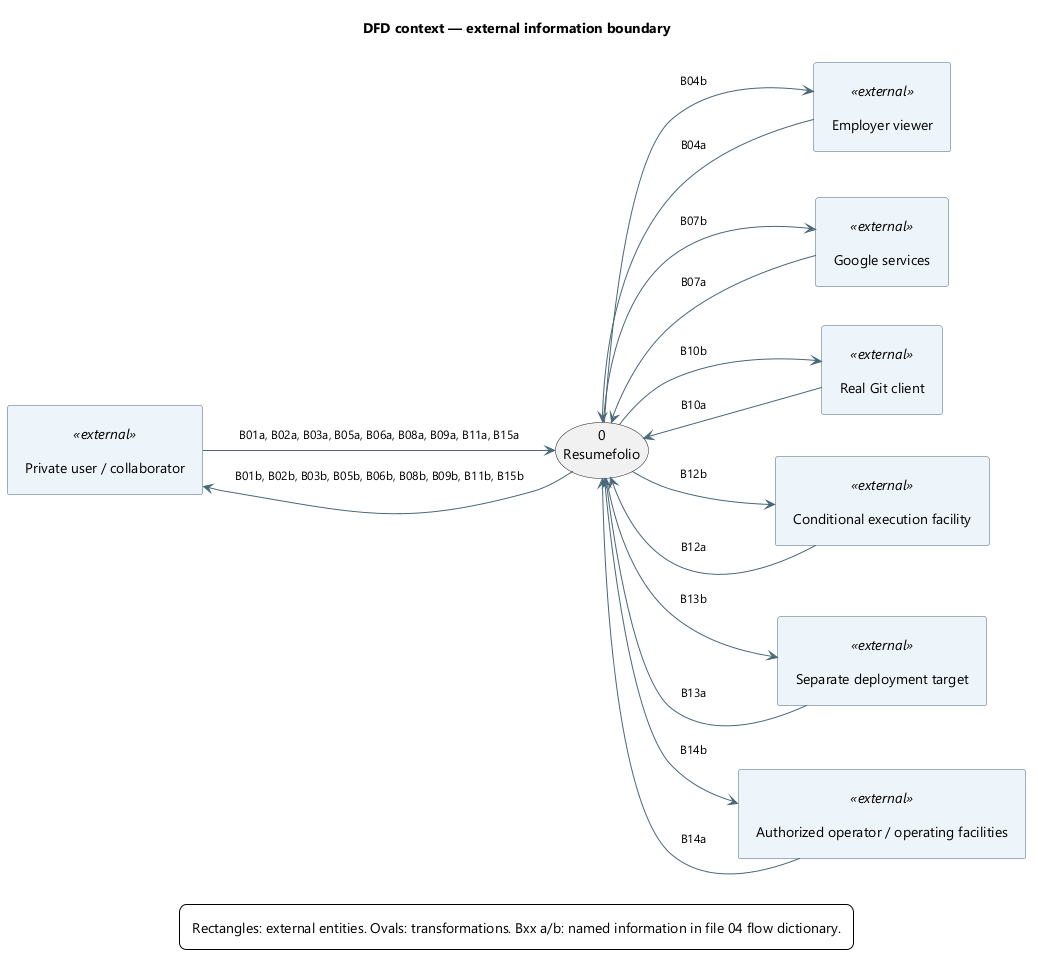 DFD context — external information boundary
B04b
«external»
Employer viewer
B04a
B07b
«external»
Google services
B07a
B10b
«external»
Real Git client
B10a
«external»
Private user / collaborator
B01a, B02a, B03a, B05a, B06a, B08a, B09a, B11a, B15a
B01b, B02b, B03b, B05b, B06b, B08b, B09b, B11b, B15b
0
Resumefolio
B12b
«external»
Conditional execution facility
B12a
B13b
«external»
Separate deployment target
B13a
B14b
«external»
Authorized operator / operating facilities
B14a
Rectangles: external entities. Ovals: transformations. Bxx a/b: named information in file 04 flow dictionary.